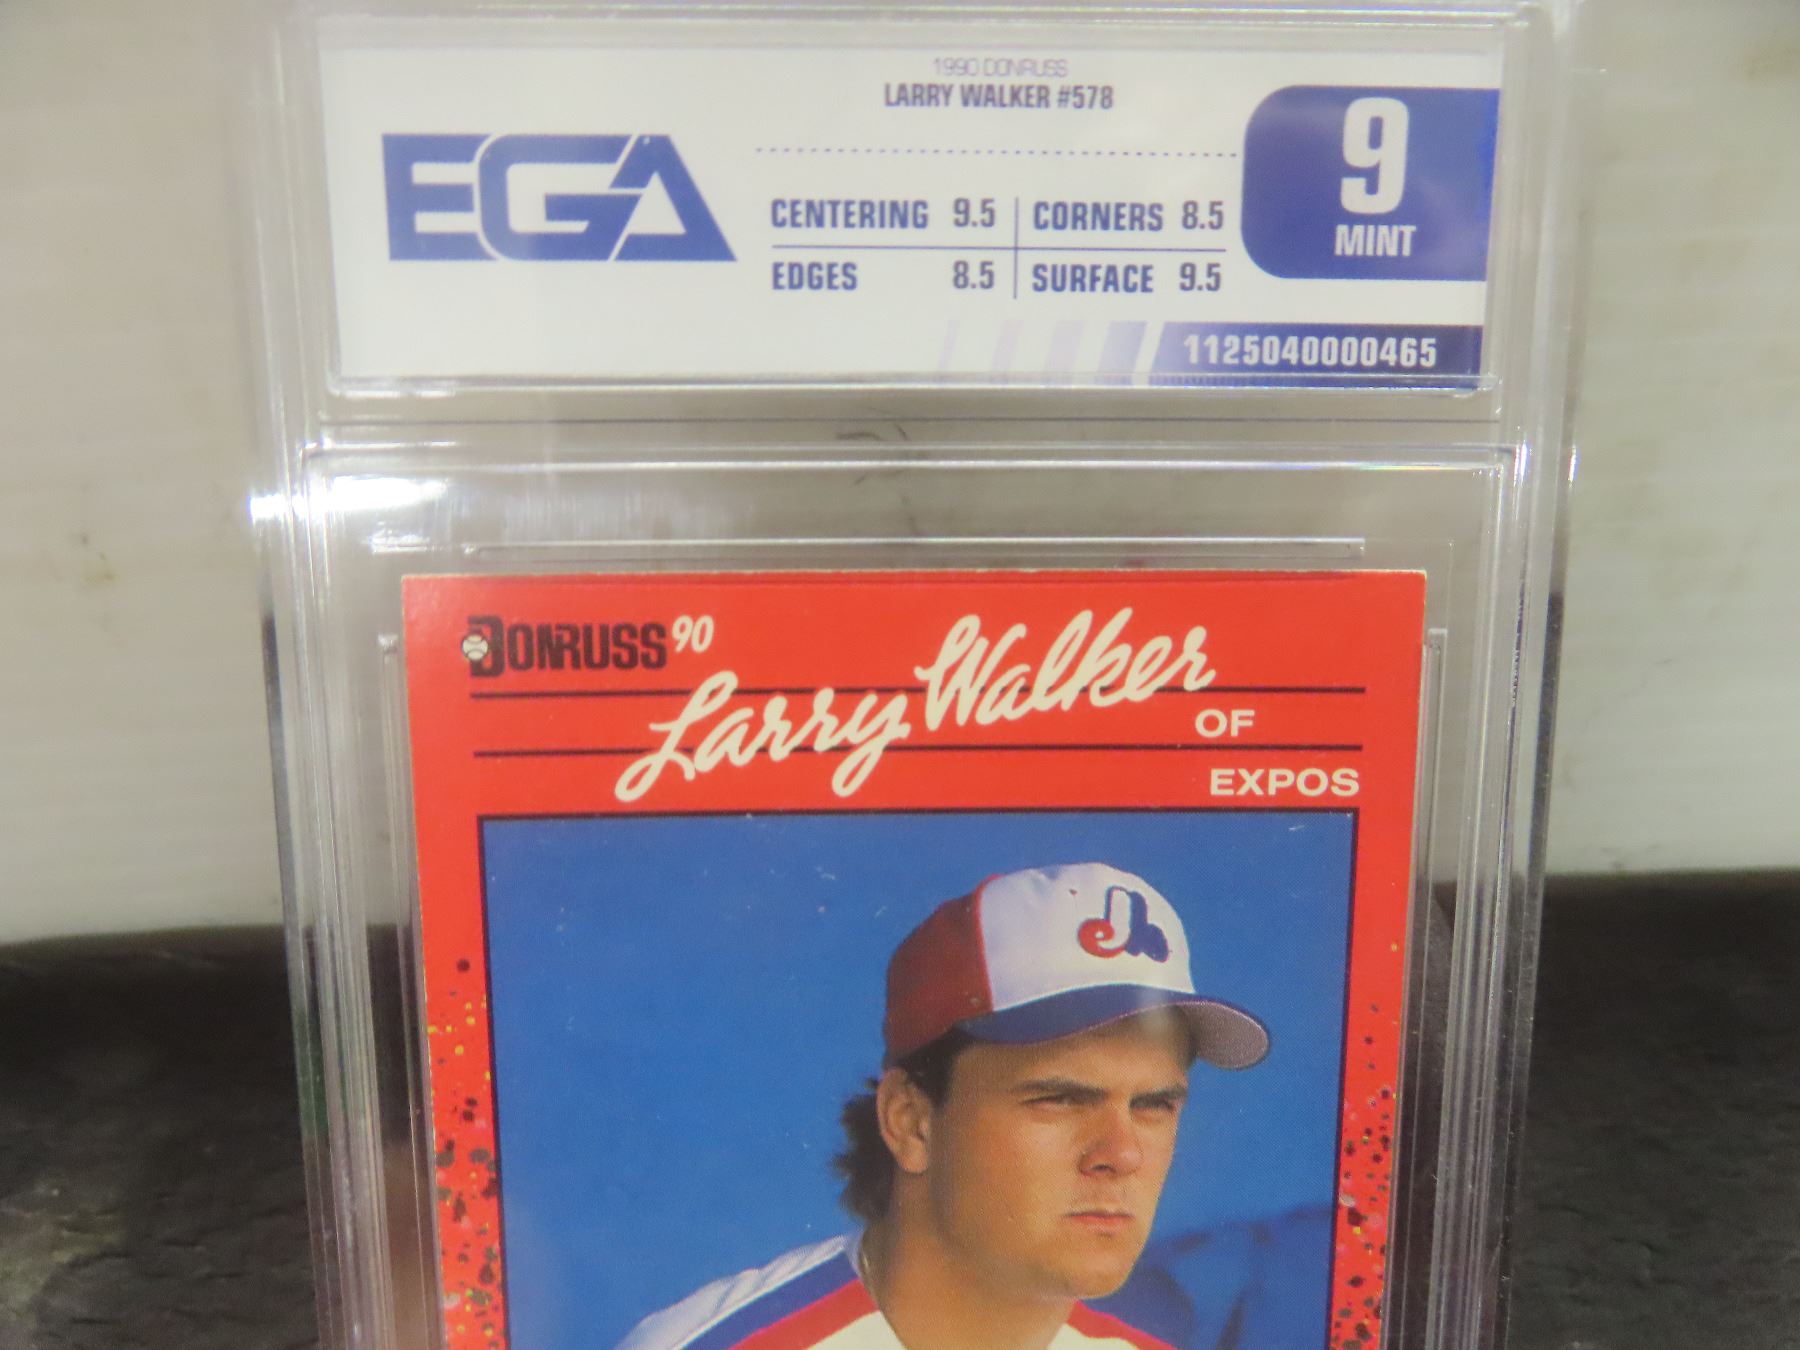 1990 DONRUSS
LARRY WALKER #578
EGA
CENTERING 9.5 CORNERS 8.5
EDGES 8.5 SURFACE 9.5
9
MINT
1125040000465
DONRUSS 90
Larry Walker
OF
EXPOS